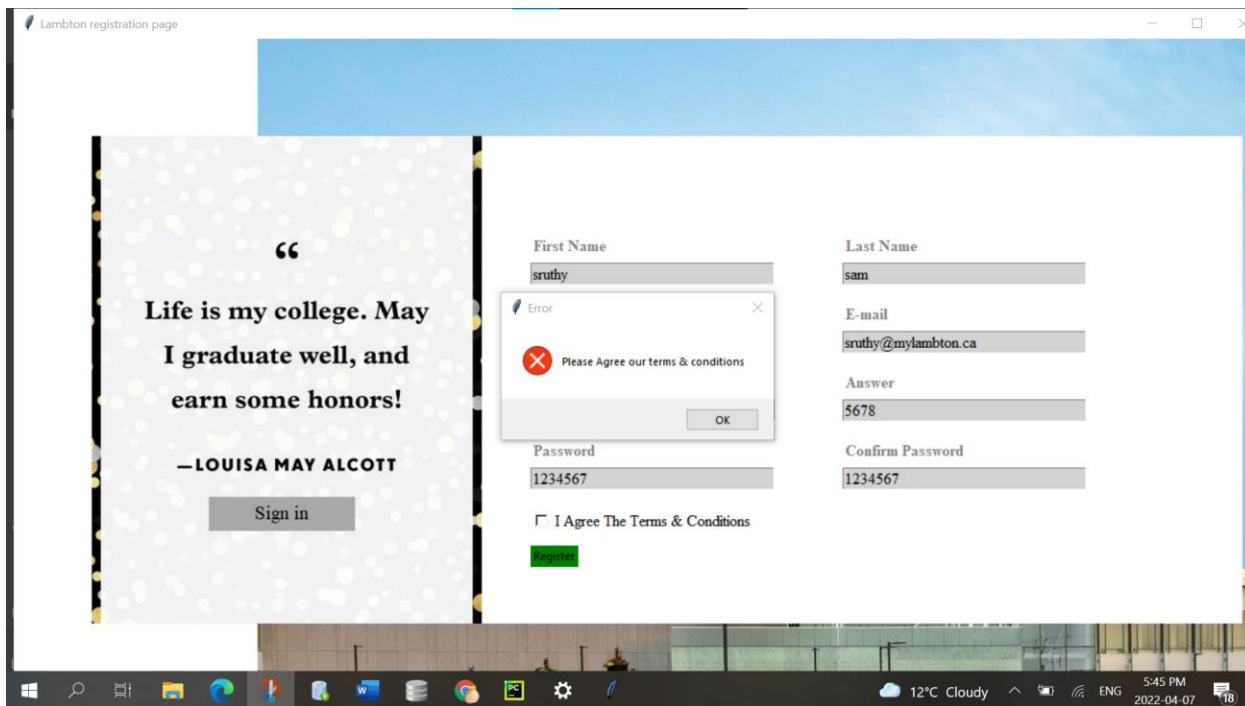 Lambton registration page
“
Life is my college. May
I graduate well, and
earn some honors!
—LOUISA MAY ALCOTT
Sign in
First Name
Last Name
sruthy
sam
Error
Please Agree our terms & conditions
OK
E-mail
sruthy@mylambton.ca
Answer
5678
Password
Confirm Password
1234567
1234567
I Agree The Terms & Conditions
Register
12°C Cloudy
ENG
5:45 PM
2022-04-07
18
W
PC